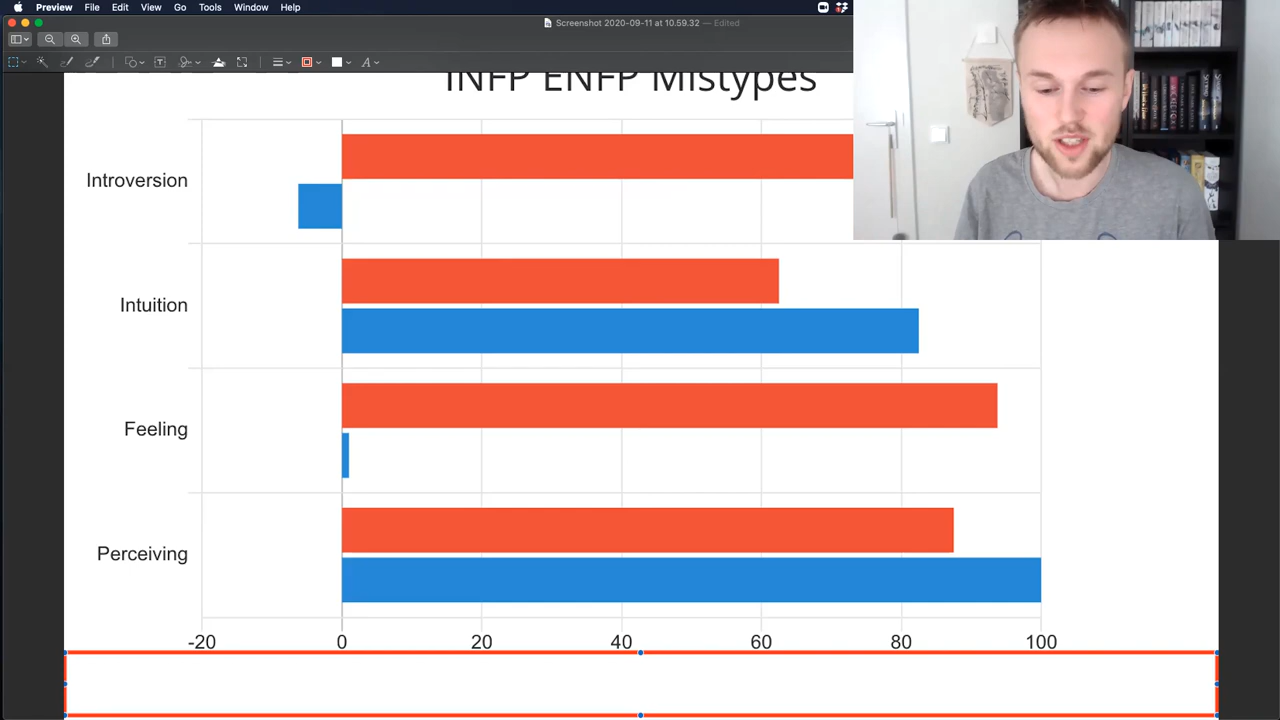 Preview File Edit View Go Tools Window Help
Screenshot 2020-09-11 at 10.59.32 — Edited
INFP ENFP Mistypes
Introversion
Intuition
Feeling
Perceiving
-20 0 20 40 60 80 100